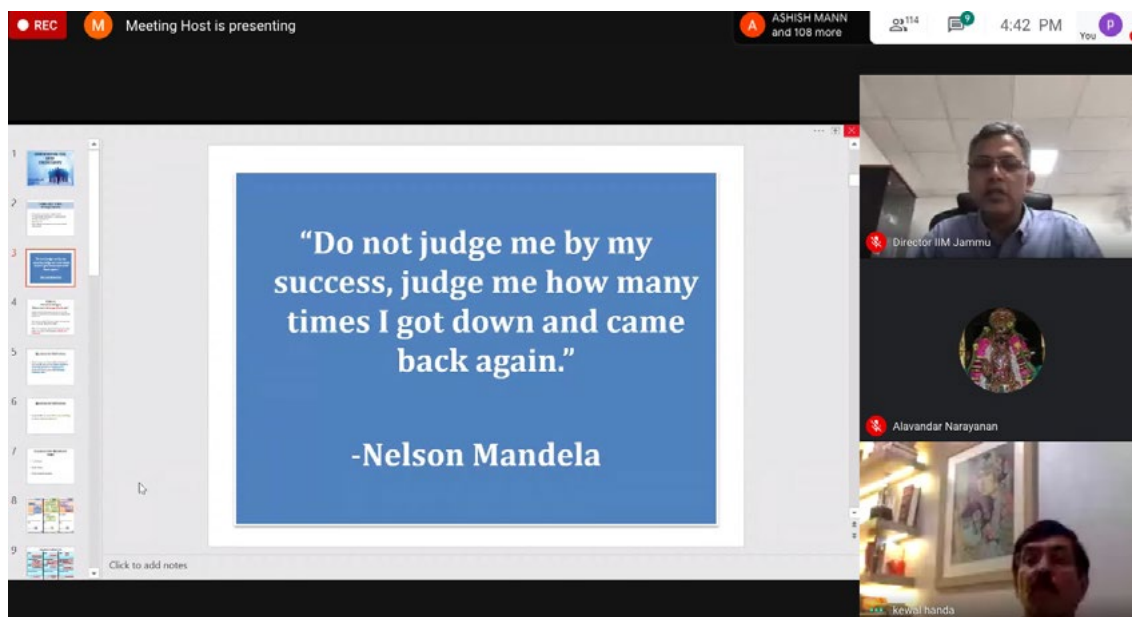 REC
M
Meeting Host is presenting
A
ASHISH MANN
and 108 more
114
9
4:42 PM
You
P
1
2
3
4
5
6
7
8
9
“Do not judge me by my
success, judge me how many
times I got down and came
back again.”
-Nelson Mandela
Click to add notes
Director IIM Jammu
Alavandar Narayanan
kewal handa